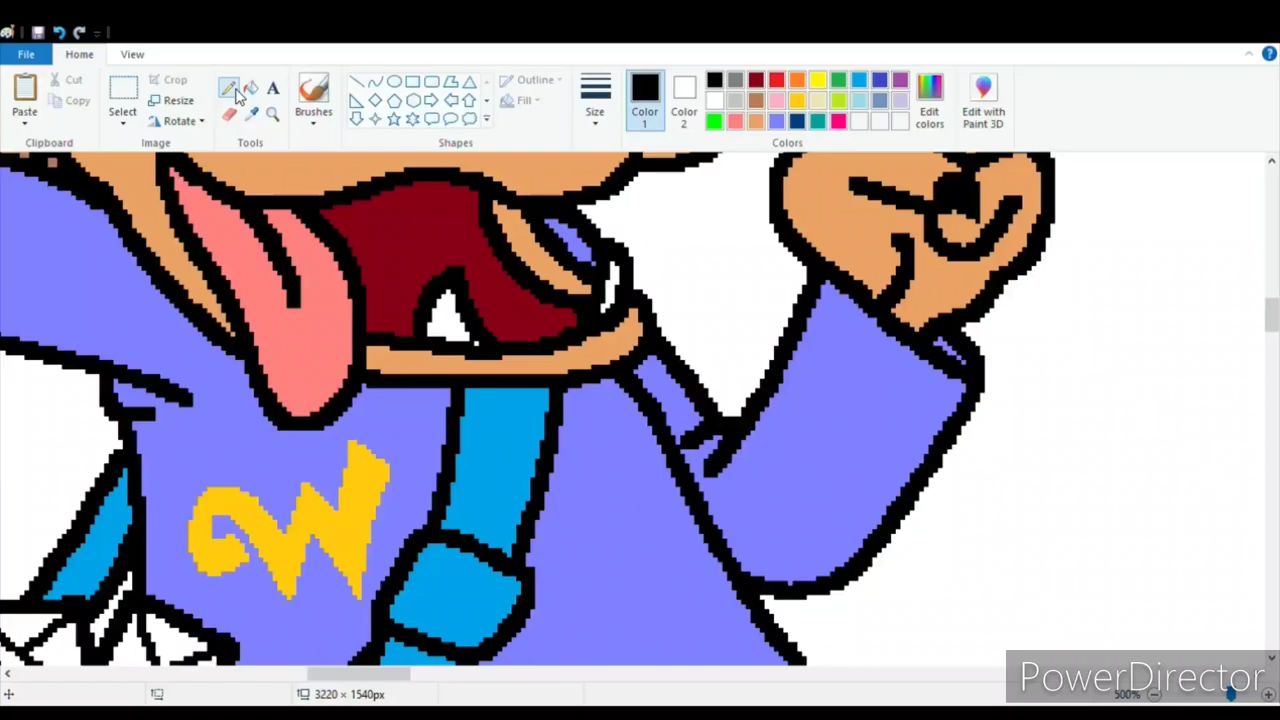 File Home View
Paste Cut Copy Clipboard
Select Crop Resize Rotate Image
A Tools
Brushes
Outline Fill Shapes
Size
Color 1
Color 2
Edit colors Colors
Edit with Paint 3D
W
3220 × 1540px
500%
PowerDirector